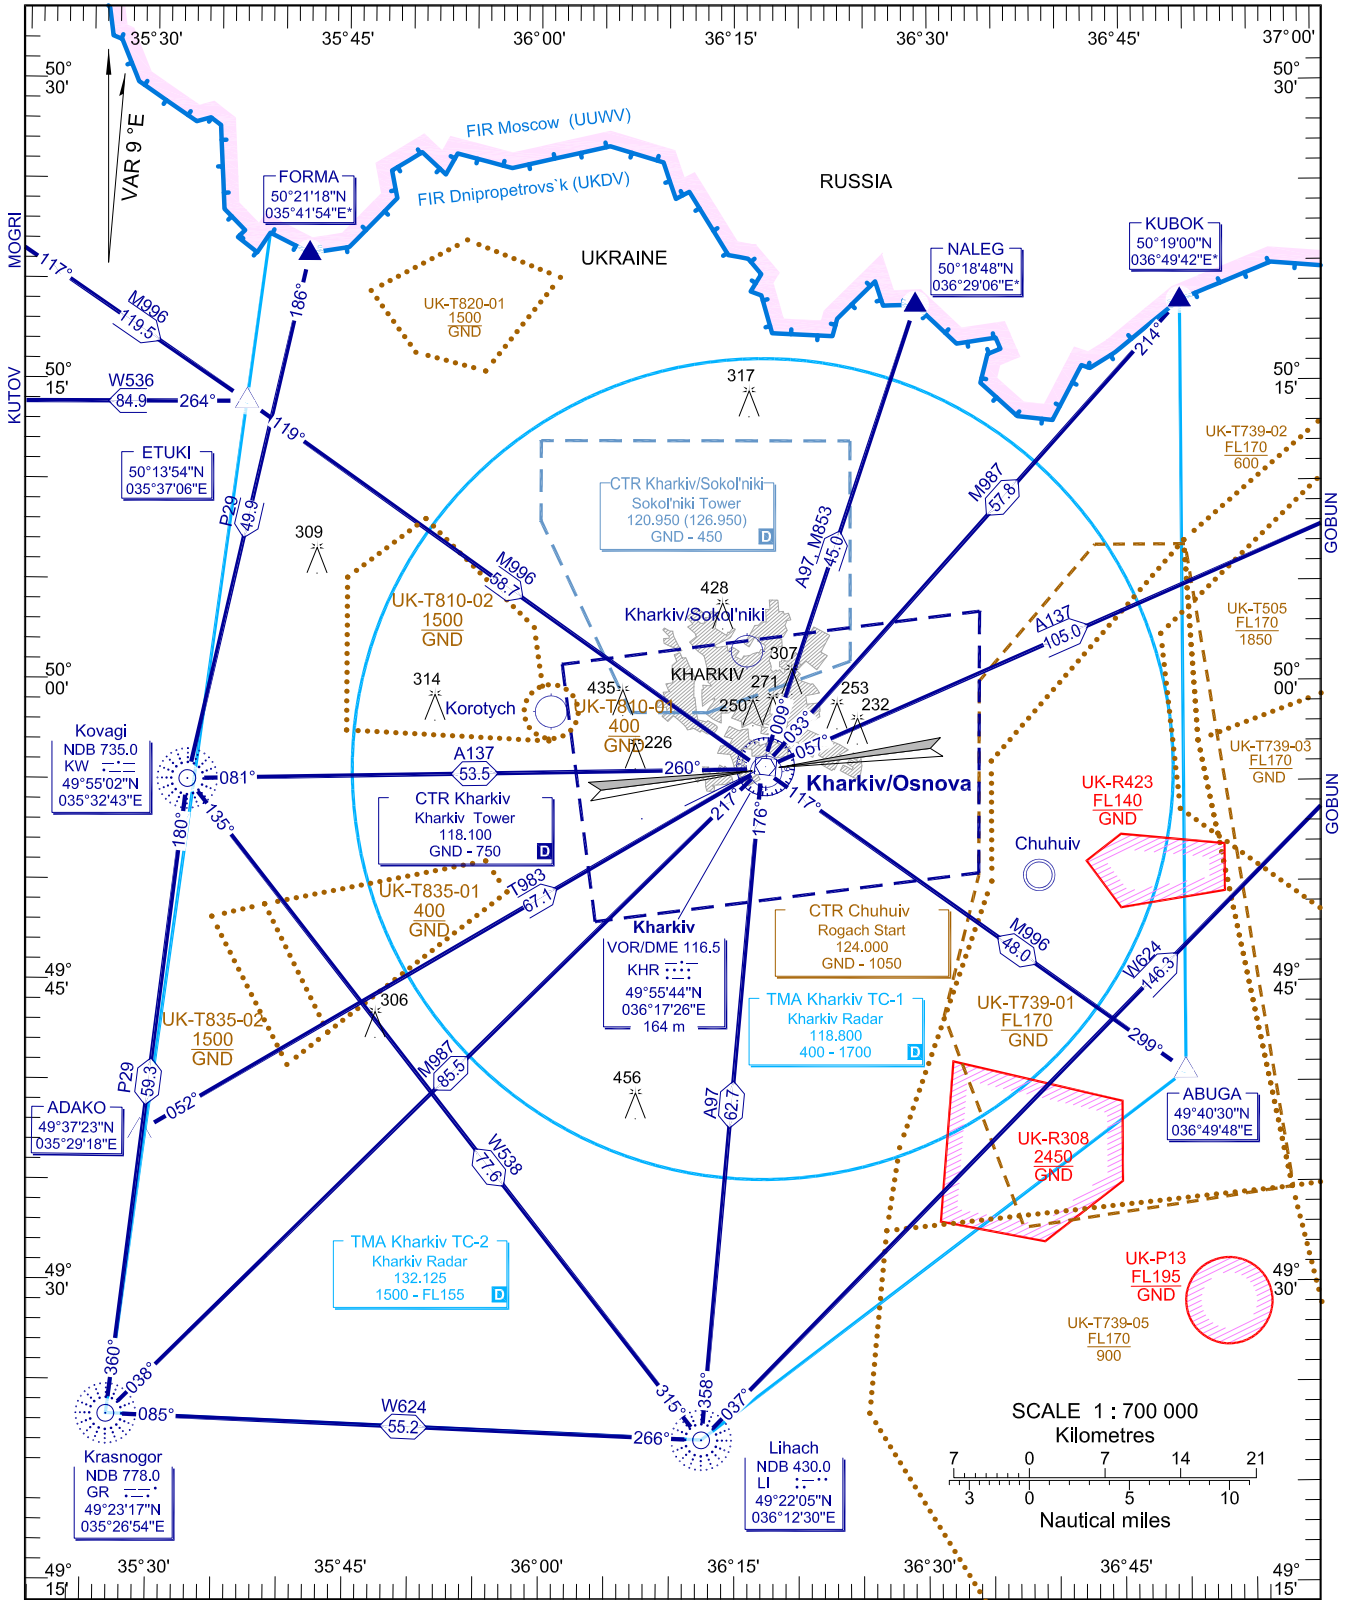 35°30'
35°45'
36°00'
36°15'
36°30'
36°45'
37°00'
50°
30'
50°
30'
VAR 9 °E
FIR Moscow (UUWV)
FIR Dnipropetrovs`k (UKDV)
RUSSIA
UKRAINE
FORMA
50°21'18"N
035°41'54"E*
KUBOK
50°19'00"N
036°49'42"E*
NALEG
50°18'48"N
036°29'06"E*
MOGRI
117°
M996
119.5
186°
UK-T820-01
1500
GND
214°
50°
15'
50°
15'
KUTOV
W536
84.9
264°
119°
317
ETUKI
50°13'54"N
035°37'06"E
UK-T739-02
FL170
600
P29
49.9
CTR Kharkiv/Sokol'niki
Sokol'niki Tower
120.950 (126.950)
GND - 450
D
M987
57.8
A97, M853
45.0
GOBUN
309
M996
58.7
UK-T810-02
1500
GND
428
Kharkiv/Sokol'niki
A137
105.0
UK-T505
FL170
1850
50°
00'
50°
00'
307
KHARKIV
314
435
271
250
253
232
Korotych
UK-T810-01
400
GND
226
009°
033°
057°
Kovagi
NDB 735.0
KW
49°55'02"N
035°32'43"E
UK-T739-03
FL170
GND
081°
A137
53.5
260°
Kharkiv/Osnova
UK-R423
FL140
GND
GOBUN
135°
180°
217°
176°
117°
CTR Kharkiv
Kharkiv Tower
118.100
GND - 750
D
Chuhuiv
UK-T835-01
400
GND
T983
67.1
Kharkiv
VOR/DME 116.5
KHR
49°55'44"N
036°17'26"E
164 m
CTR Chuhuiv
Rogach Start
124.000
GND - 1050
M996
48.0
W624
146.3
49°
45'
49°
45'
306
UK-T835-02
1500
GND
TMA Kharkiv TC-1
Kharkiv Radar
118.800
400 - 1700
D
UK-T739-01
FL170
GND
299°
P29
59.3
M987
85.5
456
A97
62.7
052°
ADAKO
49°37'23"N
035°29'18"E
ABUGA
49°40'30"N
036°49'48"E
W538
77.6
UK-R308
2450
GND
TMA Kharkiv TC-2
Kharkiv Radar
132.125
1500 - FL155
D
49°
30'
49°
30'
UK-P13
FL195
GND
UK-T739-05
FL170
900
360°
038°
085°
W624
55.2
266°
315°
358°
037°
Krasnogor
NDB 778.0
GR
49°23'17"N
035°26'54"E
Lihach
NDB 430.0
LI
49°22'05"N
036°12'30"E
SCALE 1 : 700 000
Kilometres
7 0 7 14 21
3 0 5 10
Nautical miles
49°
15'
49°
15'
35°30'
35°45'
36°00'
36°15'
36°30'
36°45'